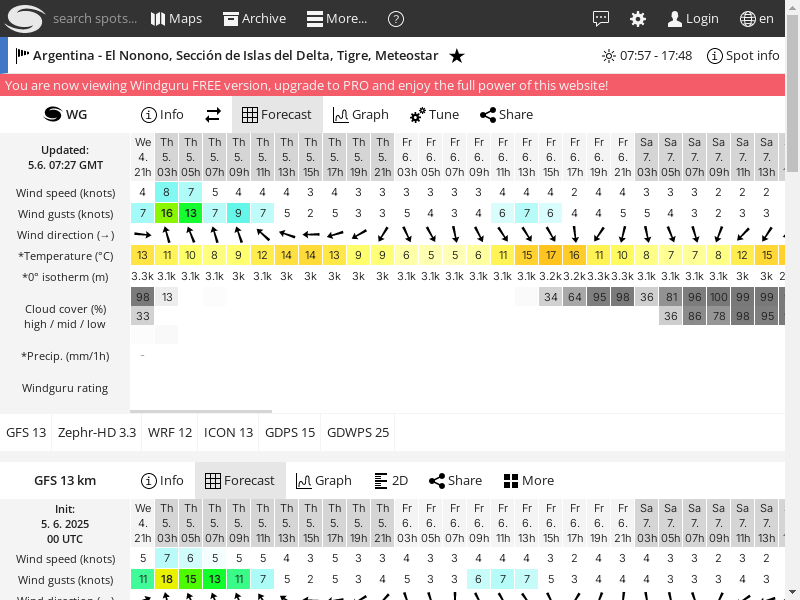 search spots... Maps Archive More... ? Login en
Argentina - El Nonono, Sección de Islas del Delta, Tigre, Meteostar ★ 07:57 - 17:48 Spot info
You are now viewing Windguru FREE version, upgrade to PRO and enjoy the full power of this website!
WG Info Forecast Graph Tune Share
We Th Th Th Th Th Th Th Th Th Th Fr Fr Fr Fr Fr Fr Fr Fr Fr Fr Sa Sa Sa Sa Sa Sa
Updated: 4. 5. 5. 5. 5. 5. 5. 5. 5. 5. 5. 6. 6. 6. 6. 6. 6. 6. 6. 6. 6. 7. 7. 7. 7. 7. 7.
5.6. 07:27 GMT 21h 03h 05h 07h 09h 11h 13h 15h 17h 19h 21h 03h 05h 07h 09h 11h 13h 15h 17h 19h 21h 03h 05h 07h 09h 11h 13h
Wind speed (knots) 4 8 7 5 4 4 4 3 4 3 3 3 3 3 3 4 4 4 2 4 4 3 3 3 2 2 2
Wind gusts (knots) 7 16 13 7 9 7 5 2 5 3 3 5 4 3 4 6 7 6 4 4 5 5 4 3 2 3 3
Wind direction (→)
*Temperature (°C) 13 11 10 8 9 12 14 14 13 9 9 6 5 5 6 11 15 17 16 11 10 8 7 7 8 12 15
*0° isotherm (m) 3.3k 3.1k 3.1k 3.1k 3k 3.1k 3k 3k 3k 3k 3k 3.1k 3.1k 3.1k 3.1k 3.1k 3.1k 3.2k 3.2k 3.3k 3.3k 3.1k 3.1k 3.1k 3k 3k 3k 2
Cloud cover (%) 98 13 34 64 95 98 36 81 96 100 99 99
high / mid / low 33 36 86 78 98 95
*Precip. (mm/1h) -
Windguru rating
GFS 13 Zephr-HD 3.3 WRF 12 ICON 13 GDPS 15 GDWPS 25
GFS 13 km Info Forecast Graph 2D Share More
Init: We Th Th Th Th Th Th Th Th Th Th Fr Fr Fr Fr Fr Fr Fr Fr Fr Fr Sa Sa Sa Sa Sa Sa
5. 6. 2025 4. 5. 5. 5. 5. 5. 5. 5. 5. 5. 5. 6. 6. 6. 6. 6. 6. 6. 6. 6. 6. 7. 7. 7. 7. 7. 7.
00 UTC 21h 03h 05h 07h 09h 11h 13h 15h 17h 19h 21h 03h 05h 07h 09h 11h 13h 15h 17h 19h 21h 03h 05h 07h 09h 11h 13h
Wind speed (knots) 5 7 6 5 5 5 4 3 5 3 3 4 3 3 4 4 4 3 2 4 3 4 3 3 2 3 2
Wind gusts (knots) 11 18 15 13 11 7 5 2 5 3 4 5 3 3 6 7 7 5 3 4 4 4 3 3 3 4 3